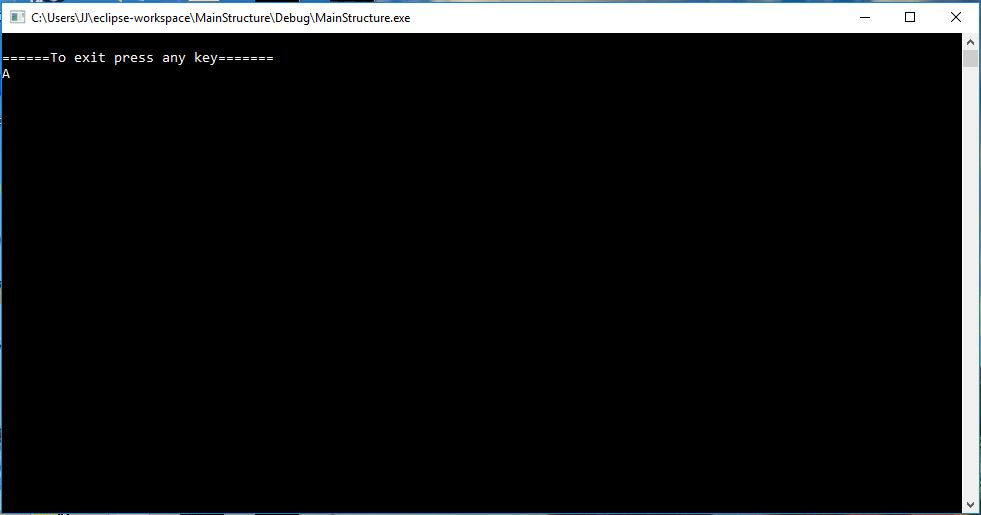 C:\Users\JJ\eclipse-workspace\MainStructure\Debug\MainStructure.exe
======To exit press any key=======
A